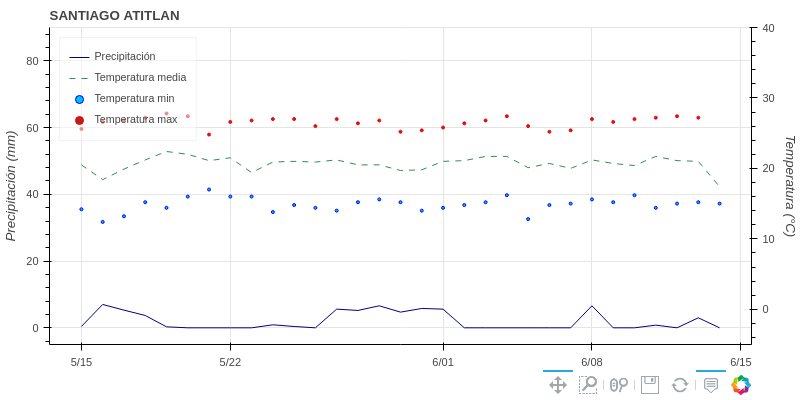 SANTIAGO ATITLAN
Precipitación
Temperatura media
Temperatura min
Temperatura max
Precipitación (mm)
80
60
40
20
0
Temperatura (°C)
40
30
20
10
0
5/15
5/22
6/01
6/08
6/15